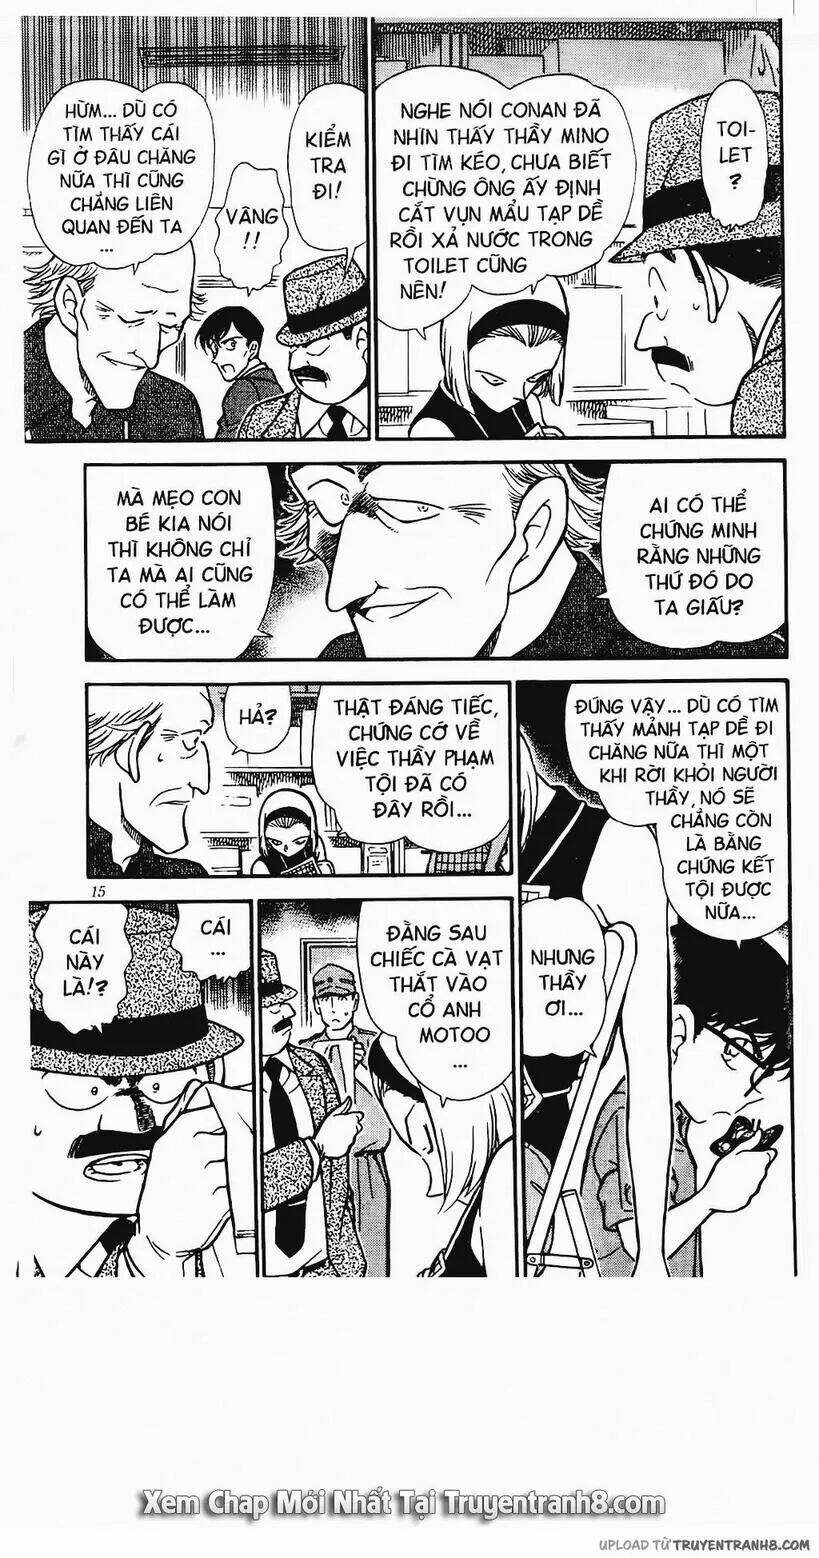 TOI-
LET
?
NGHE NÓI CONAN ĐÃ
NHÌN THẤY THẦY MINO
ĐI TÌM KÉO, CHƯA BIẾT
CHỪNG ÔNG ẤY ĐỊNH
CẮT VỤN MẨU TẠP DỀ
RỒI XẢ NƯỚC TRONG
TOILET CŨNG
NÊN!
KIỂM
TRA
ĐI!
VÂNG
!!
HỪM... DÙ CÓ
TÌM THẤY CÁI
GÌ Ở ĐÂU CHĂNG
NỮA THÌ CŨNG
CHẲNG LIÊN
QUAN ĐẾN TA
...
AI CÓ THỂ
CHỨNG MINH
RẰNG NHỮNG
THỨ ĐÓ DO
TA GIẤU?
MÀ MẸO CON
BÉ KIA NÓI
THÌ KHÔNG CHỈ
TA MÀ AI CŨNG
CÓ THỂ LÀM
ĐƯỢC...
ĐÚNG VẬY... DÙ CÓ TÌM
THẤY MẢNH TẠP DỀ ĐI
CHĂNG NỮA THÌ MỘT
KHI RỜI KHỎI NGƯỜI
THẦY, NÓ SẼ
CHẲNG CÒN
LÀ BẰNG
CHỨNG KẾT
TỘI ĐƯỢC
NỮA...
NHƯNG
THẦY
ƠI...
THẬT ĐÁNG TIẾC,
CHỨNG CỚ VỀ
VIỆC THẦY PHẠM
TỘI ĐÃ CÓ
ĐÂY RỒI...
HẢ?
ĐẰNG SAU
CHIẾC CÀ VẠT
THẮT VÀO
CỔ ANH
MOTOO
...
CÁI
...
CÁI
NÀY
LÀ!?
15
Xem Chap Mới Nhất Tại Truyentranh8.com
UPLOAD TỪ TRUYENTRANH8.COM